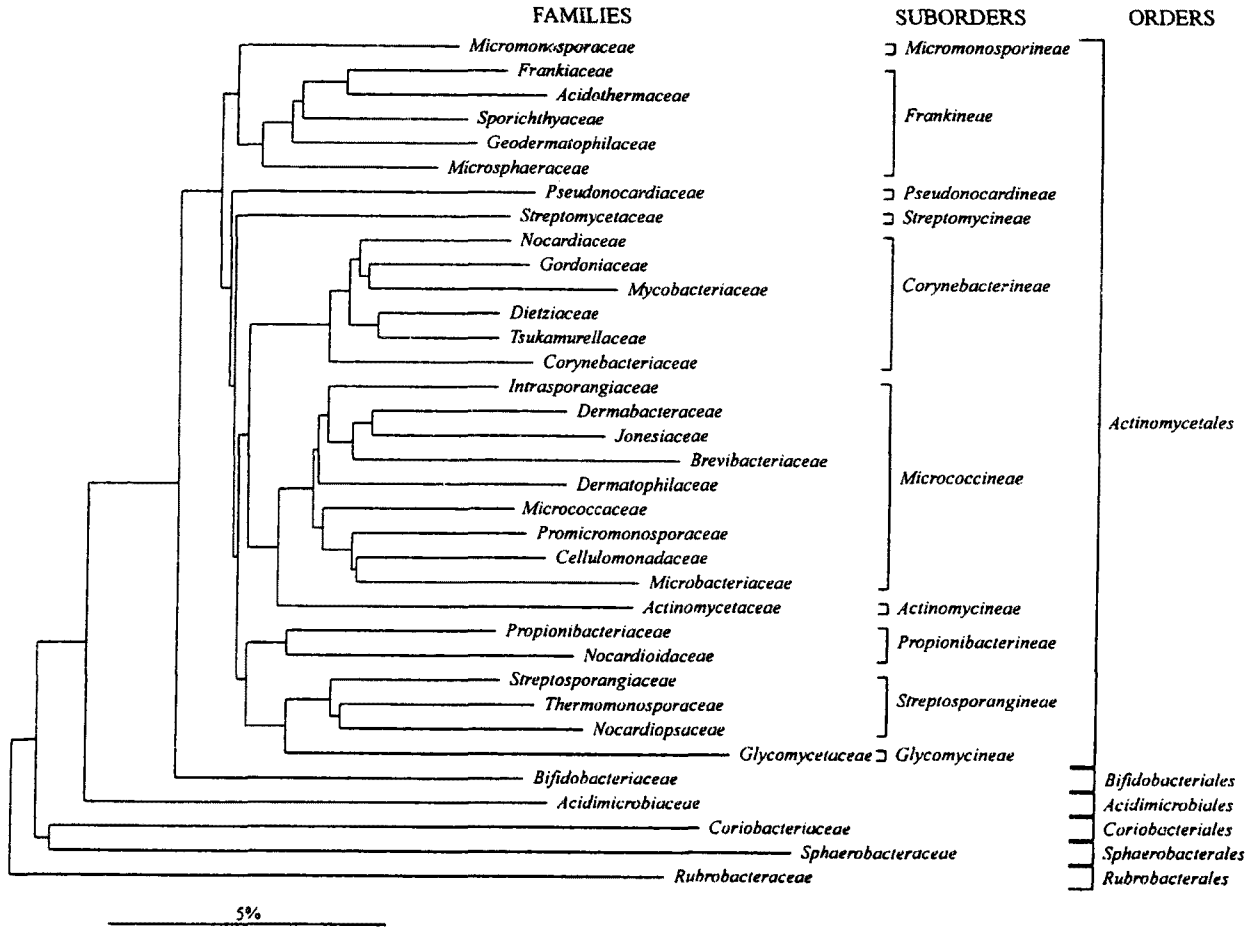 FAMILIES SUBORDERS ORDERS
Micromonosporaceae Micromonosporineae
Frankiaceae
Acidothermaceae
Sporichthyaceae Frankineae
Geodermatophilaceae
Microsphaeraceae
Pseudonocardiaceae Pseudonocardineae
Streptomycetaceae Streptomycineae
Nocardiaceae
Gordoniaceae
Mycobacteriaceae Corynebacterineae
Dietziaceae
Tsukamurellaceae
Corynebacteriaceae
Intrasporangiaceae
Dermabacteraceae
Actinomycetales
Jonesiaceae
Brevibacteriaceae
Micrococcineae
Dermatophilaceae
Micrococcaceae
Promicromonosporaceae
Cellulomonadaceae
Microbacteriaceae
Actinomycetaceae Actinomycineae
Propionibacteriaceae
Propionibacterineae
Nocardioidaceae
Streptosporangiaceae
Thermomonosporaceae Streptosporangineae
Nocardiopsaceae
Glycomycetaceae Glycomycineae
Bifidobacteriaceae Bifidobacteriales
Acidimicrobiaceae Acidimicrobiales
Coriobacteriaceae Coriobacteriales
Sphaerobacteraceae Sphaerobacterales
Rubrobacteraceae Rubrobacterales
5%